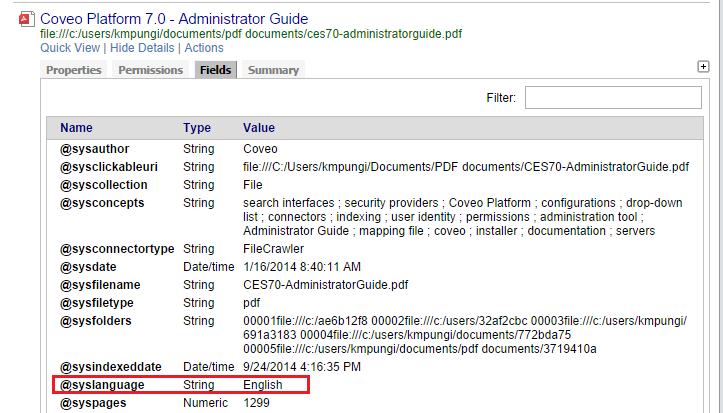 Coveo Platform 7.0 - Administrator Guide
file:///c:/users/kmpungi/documents/pdf documents/ces70-administratorguide.pdf
Quick View | Hide Details | Actions
Properties Permissions Fields Summary
Filter:
Name Type Value
@sysauthor String Coveo
@sysclickableuri String file:///C:/Users/kmpungi/Documents/PDF documents/CES70-AdministratorGuide.pdf
@syscollection String File
@sysconcepts String search interfaces ; security providers ; Coveo Platform ; configurations ; drop-down
list ; connectors ; indexing ; user identity ; permissions ; administration tool ;
Administrator Guide ; mapping file ; coveo ; installer ; documentation ; servers
@sysconnectortype String FileCrawler
@sysdate Date/time 1/16/2014 8:40:11 AM
@sysfilename String CES70-AdministratorGuide.pdf
@sysfiletype String pdf
@sysfolders String 00001file:///c:/ae6b12f8 00002file:///c:/users/32af2cbc 00003file:///c:/users/kmpungi/
691a3183 00004file:///c:/users/kmpungi/documents/772bda75
00005file:///c:/users/kmpungi/documents/pdf documents/3719410a
@sysindexeddate Date/time 9/24/2014 4:16:35 PM
@syslanguage String English
@syspages Numeric 1299